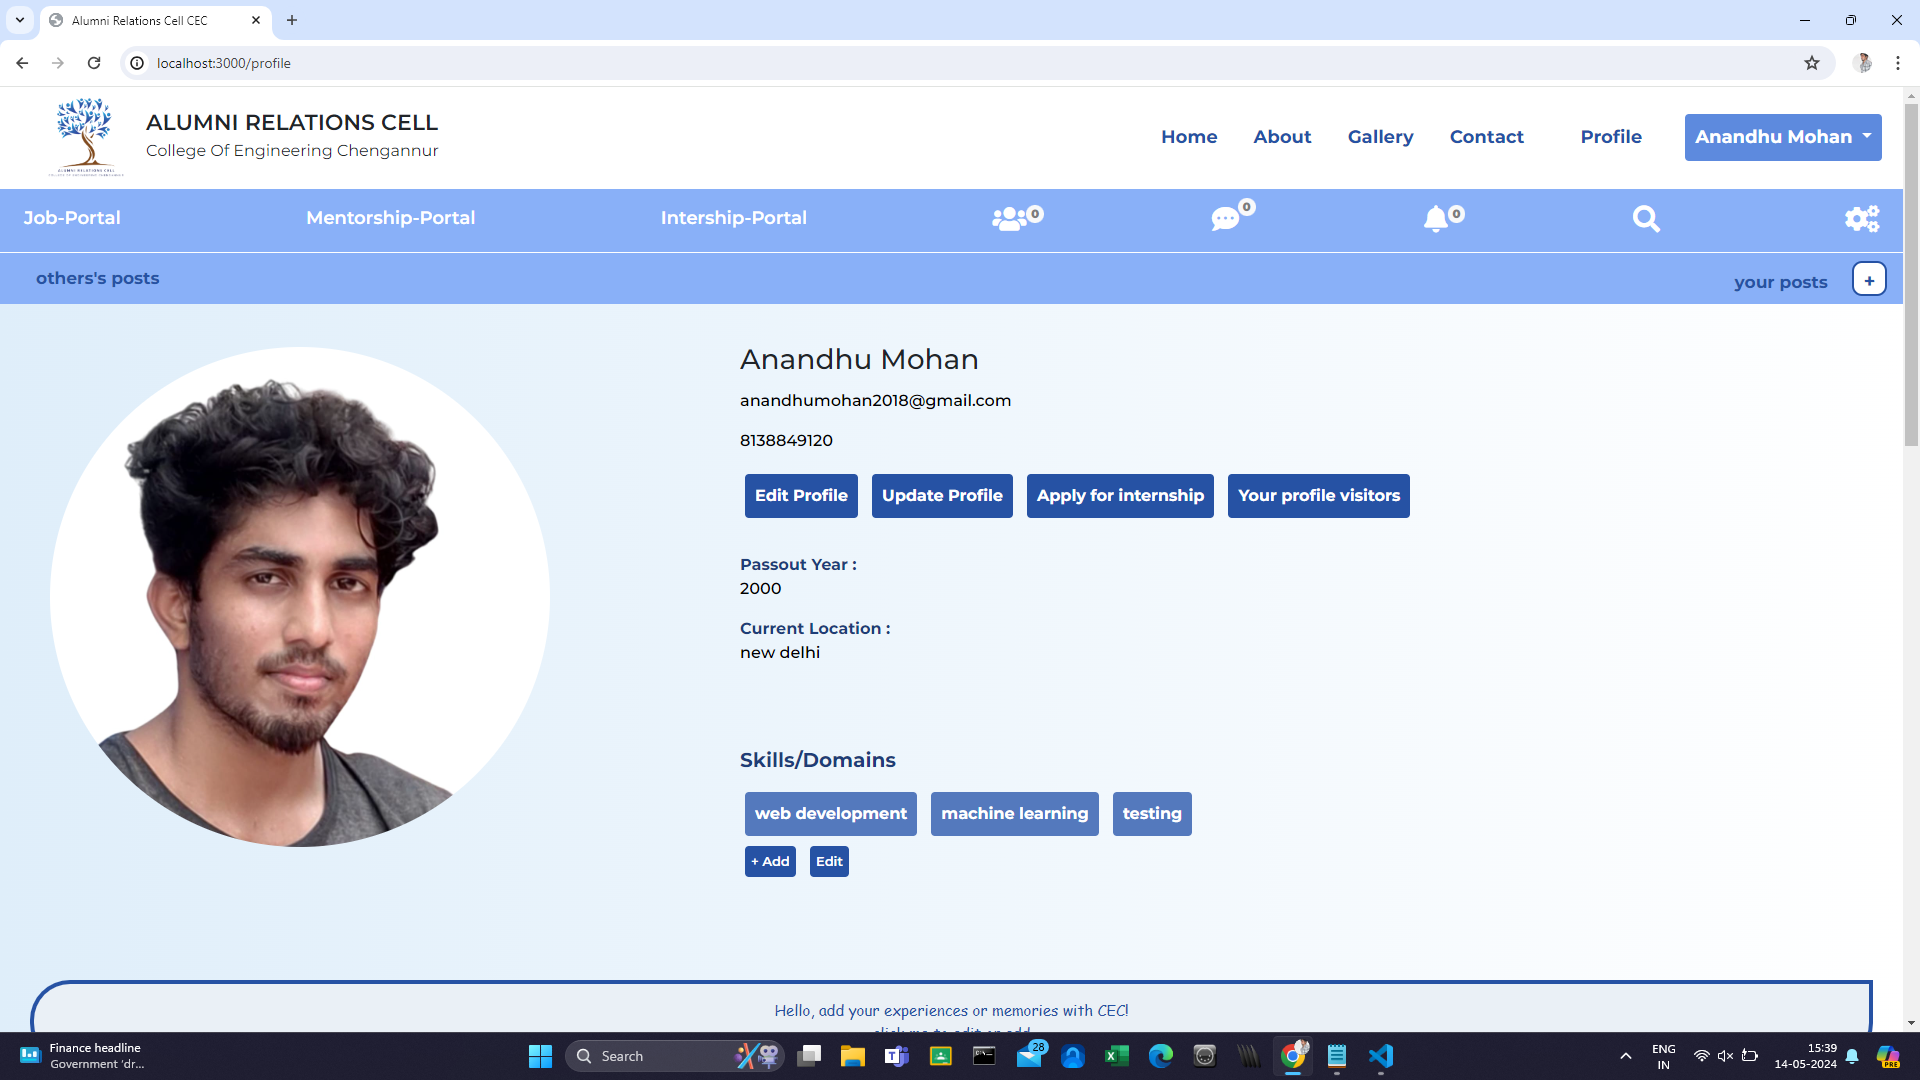 Alumni Relations Cell CEC
localhost:3000/profile
ALUMNI RELATIONS CELL
College Of Engineering Chengannur
Home About Gallery Contact Profile Anandhu Mohan
Job-Portal Mentorship-Portal Intership-Portal 0 0 0
others's posts your posts +
Anandhu Mohan
anandhumohan2018@gmail.com
8138849120
Edit Profile Update Profile Apply for internship Your profile visitors
Passout Year :
2000
Current Location :
new delhi
Skills/Domains
web development machine learning testing
+ Add Edit
Hello, add your experiences or memories with CEC!
Finance headline
Government 'dr...
Search
28
ENG
IN
15:39
14-05-2024
PRE